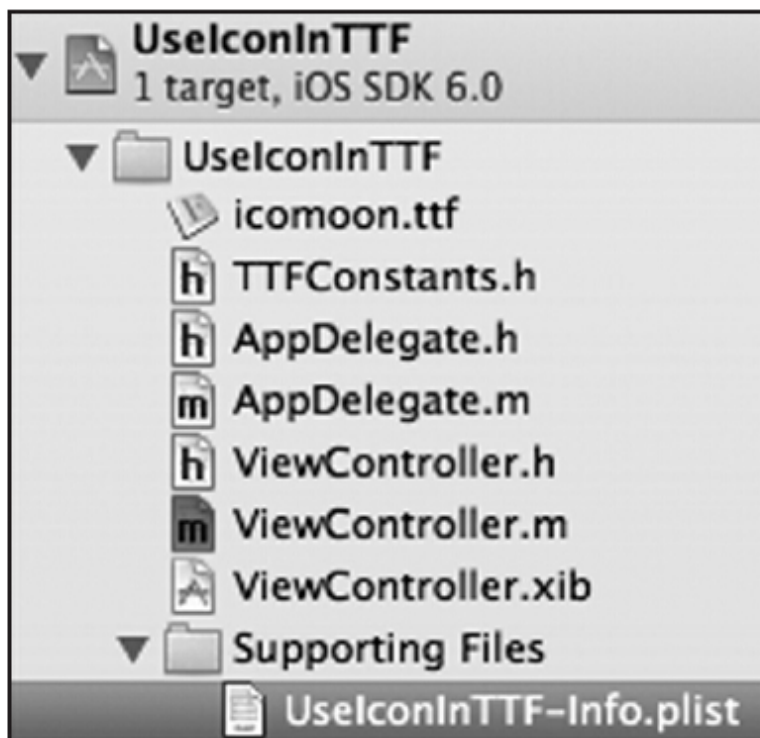 UseIconInTTF
1 target, iOS SDK 6.0
UseIconInTTF
icomoon.ttf
h TTFConstants.h
h AppDelegate.h
m AppDelegate.m
h ViewController.h
m ViewController.m
ViewController.xib
Supporting Files
UseIconInTTF-Info.plist